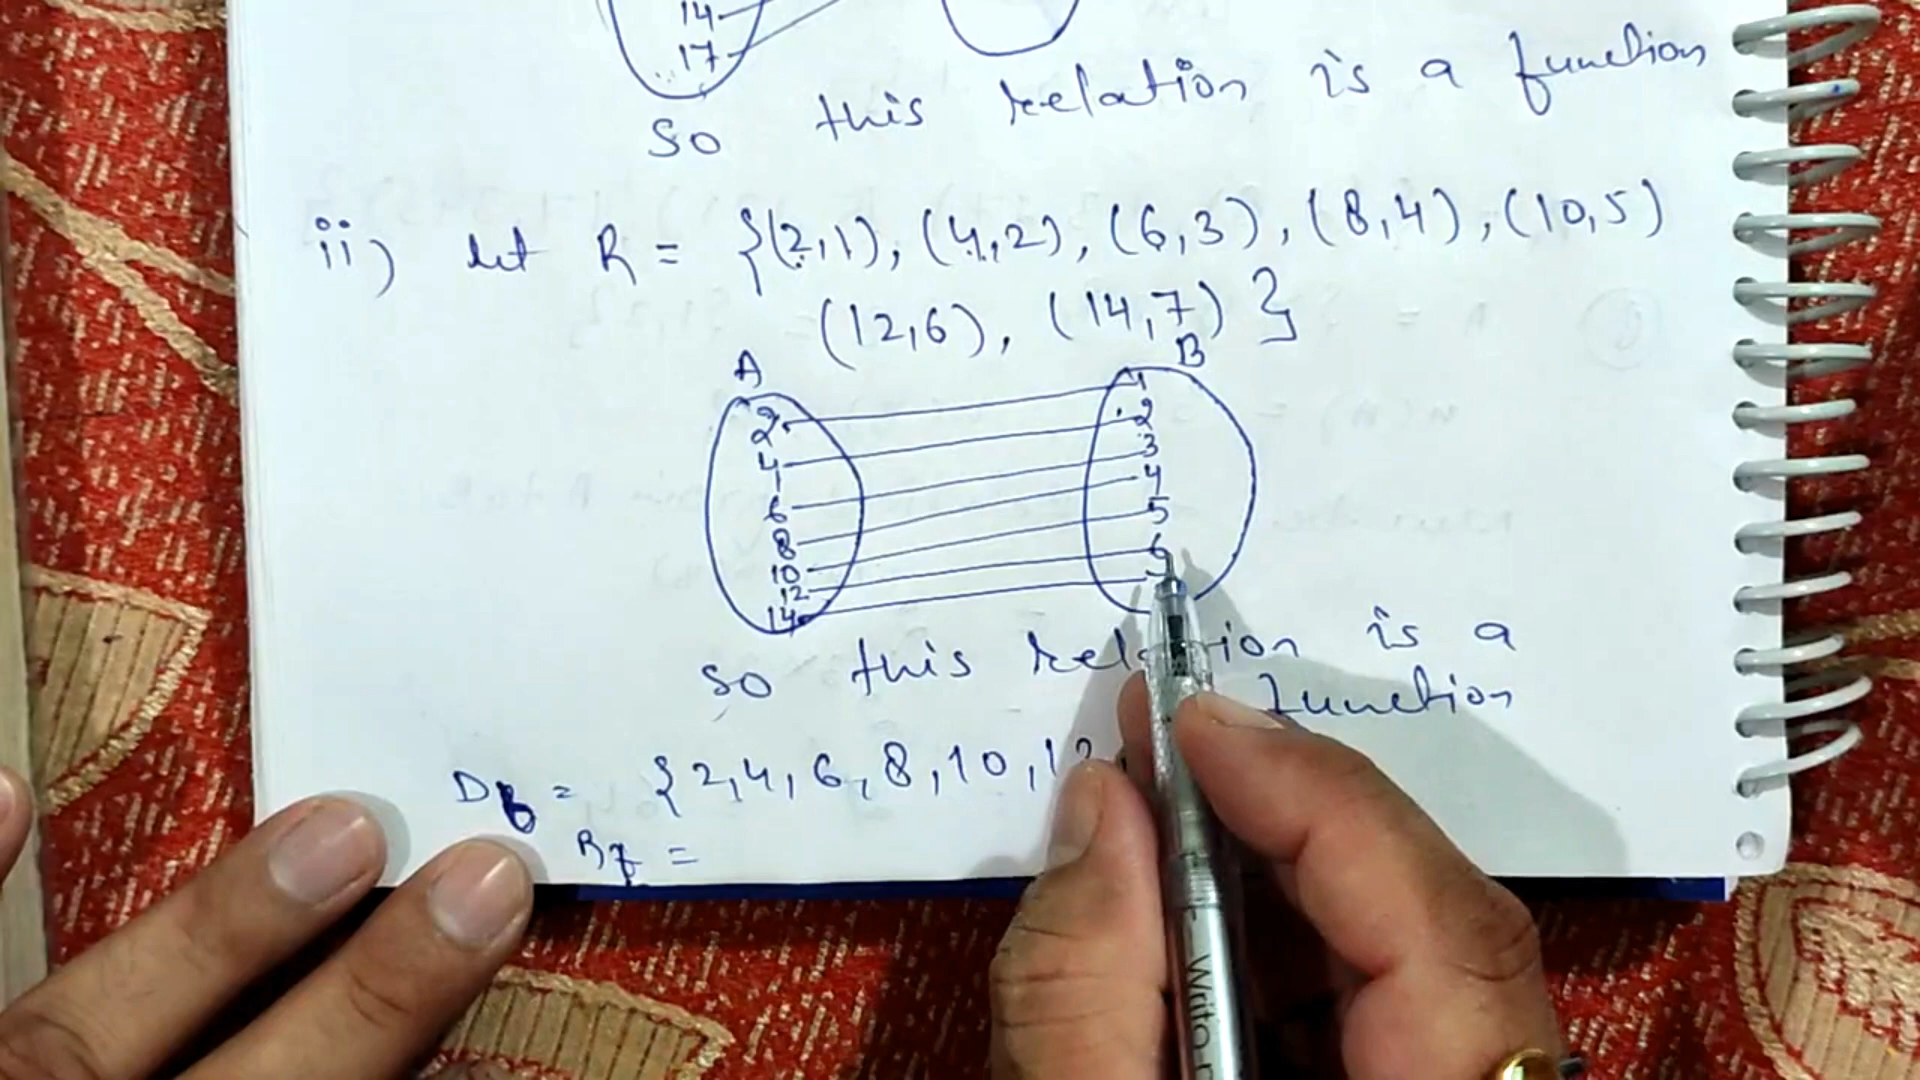 14
17
So this relation is a function
ii) let R = {(2,1), (4,2), (6,3), (8,4), (10,5)
(12,6), (14,7) }
A B
2 1
4 2
6 3
8 4
10 5
12 6
14
so this relation is a
function
Df = {2,4,6,8,10,12,
Rf =